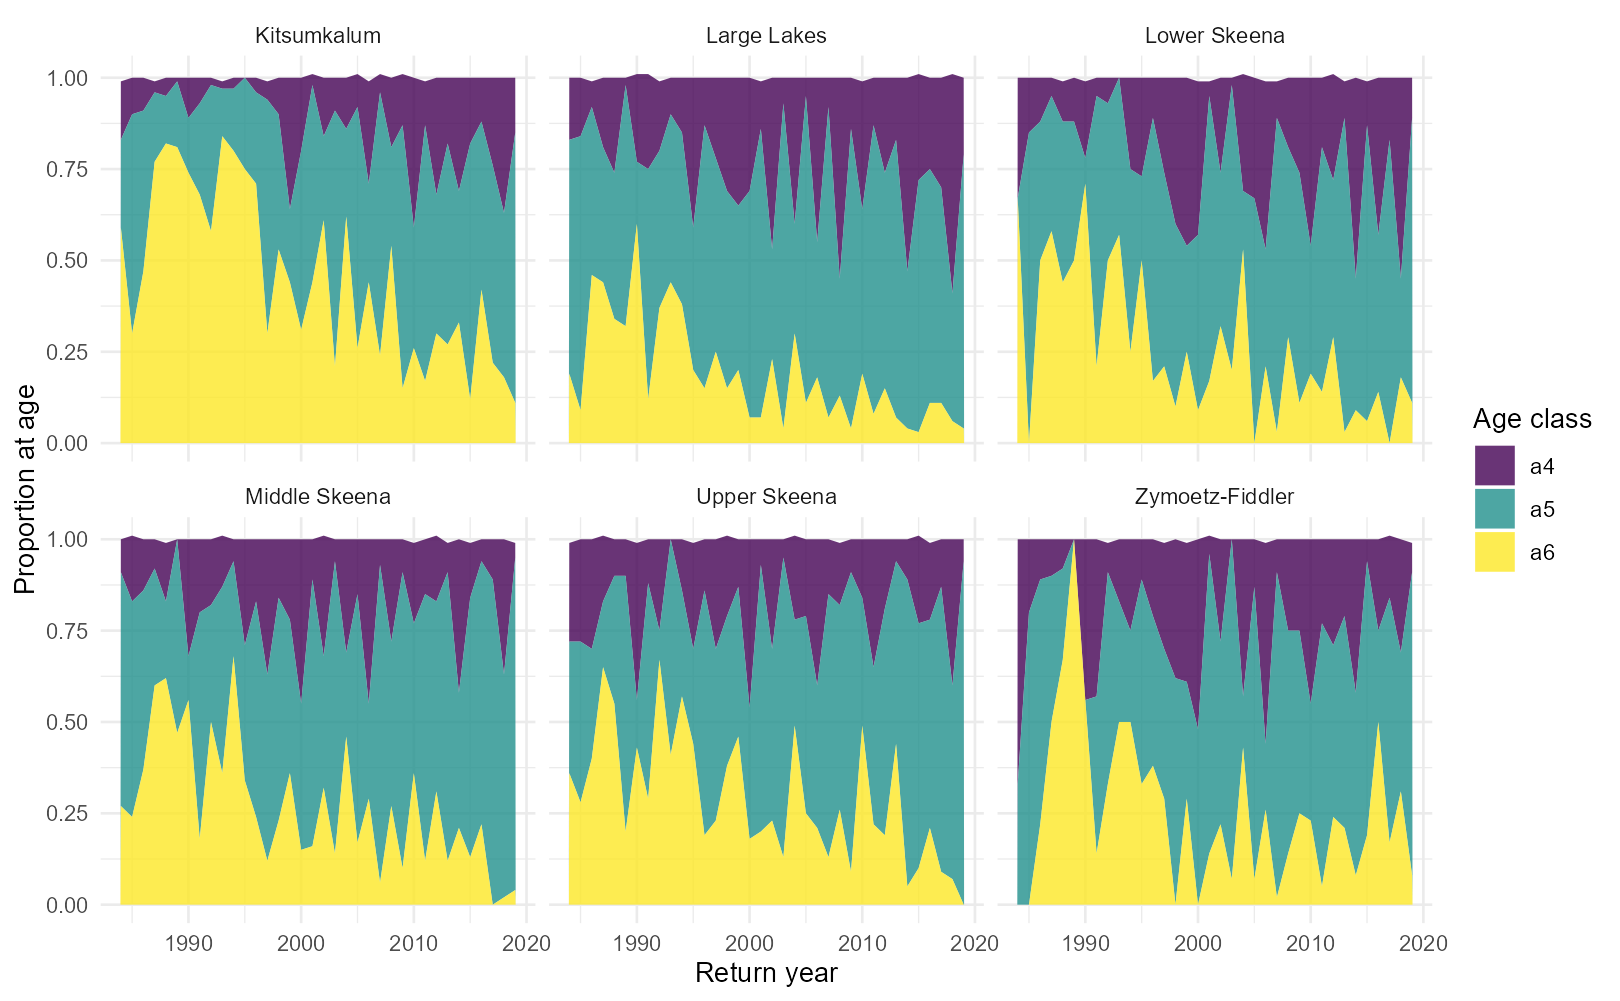 Kitsumkalum Large Lakes Lower Skeena
1.00
0.75
0.50
0.25
0.00
Middle Skeena Upper Skeena Zymoetz-Fiddler
1.00
0.75
0.50
0.25
0.00
1990 2000 2010 2020 1990 2000 2010 2020 1990 2000 2010 2020
Return year
Proportion at age
Age class
a4
a5
a6